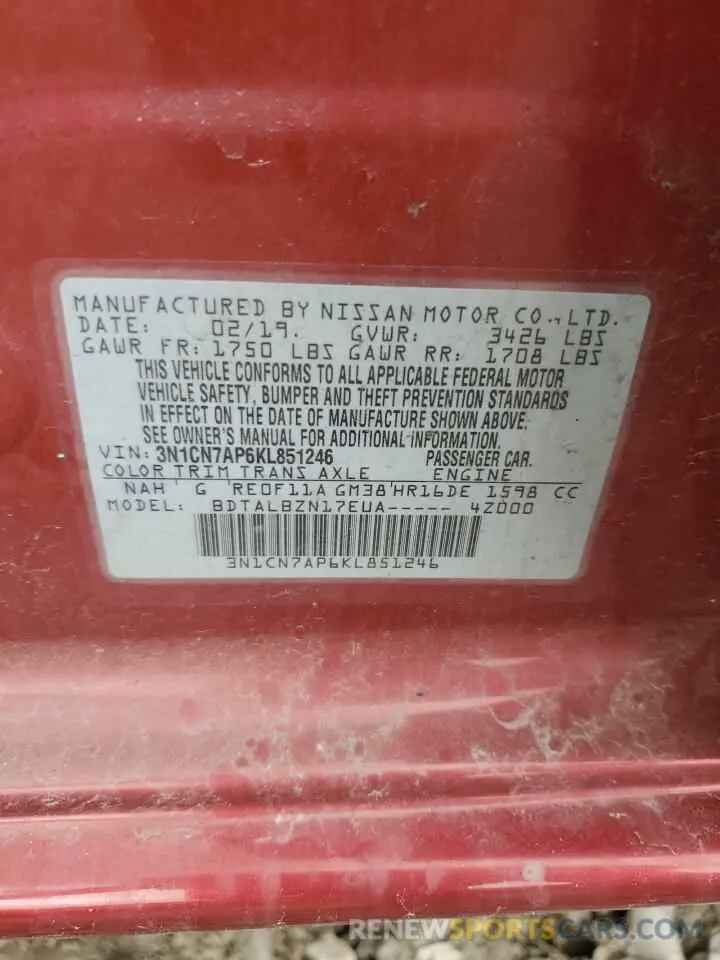 MANUFACTURED BY NISSAN MOTOR CO.,LTD.
DATE: 02/19. GVWR: 3426 LBS
GAWR FR: 1750 LBS GAWR RR: 1708 LBS
THIS VEHICLE CONFORMS TO ALL APPLICABLE FEDERAL MOTOR
VEHICLE SAFETY, BUMPER AND THEFT PREVENTION STANDARDS
IN EFFECT ON THE DATE OF MANUFACTURE SHOWN ABOVE.
SEE OWNER'S MANUAL FOR ADDITIONAL INFORMATION
VIN: 3N1CN7AP6KL851246 PASSENGER CAR.
COLOR TRIM TRANS AXLE ENGINE
NAH ' G 'RE0F11A GM38'HR16DE 1598 CC
MODEL: BDTALBZN17EUA----- 4Z000
3N1CN7AP6KL851246
RENEWSPORTSCARS.COM